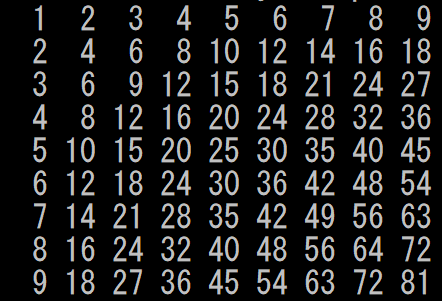 1 2 3 4 5 6 7 8 9
2 4 6 8 10 12 14 16 18
3 6 9 12 15 18 21 24 27
4 8 12 16 20 24 28 32 36
5 10 15 20 25 30 35 40 45
6 12 18 24 30 36 42 48 54
7 14 21 28 35 42 49 56 63
8 16 24 32 40 48 56 64 72
9 18 27 36 45 54 63 72 81